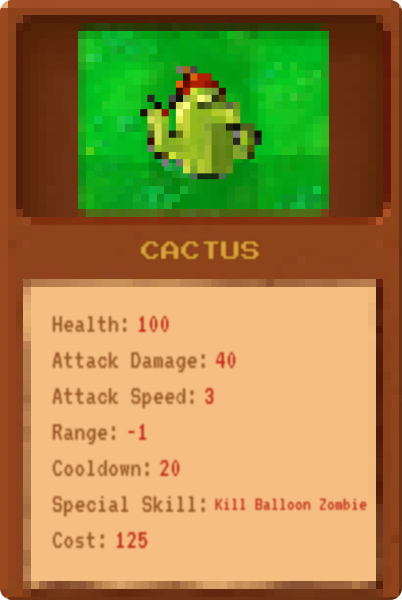 CACTUS
Health: 100
Attack Damage: 40
Attack Speed: 3
Range: -1
Cooldown: 20
Special Skill: Kill Balloon Zombie
Cost: 125